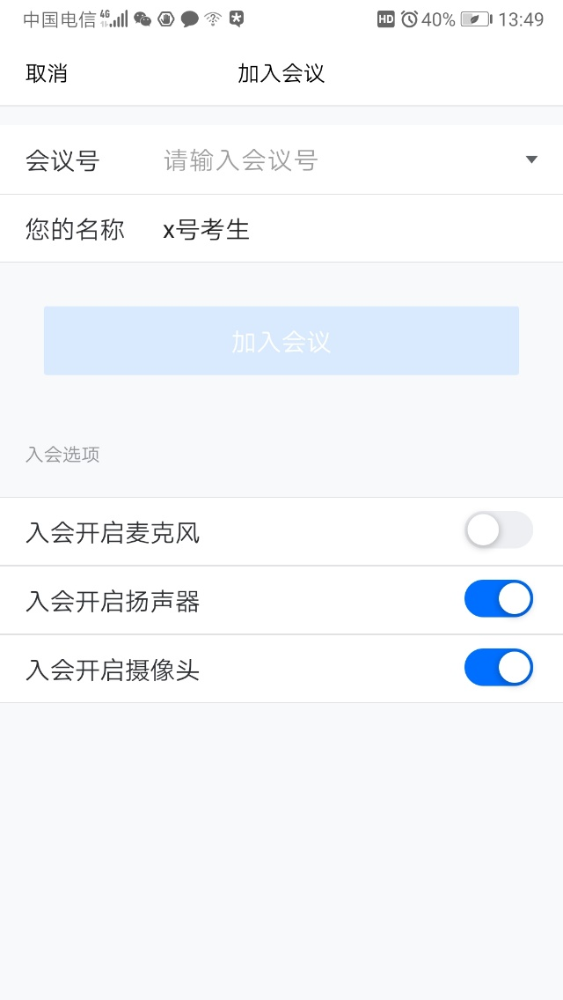 中国电信 4G HD 40% 13:49
取消 加入会议
会议号 请输入会议号
您的名称 x号考生
加入会议
入会选项
入会开启麦克风
入会开启扬声器
入会开启摄像头